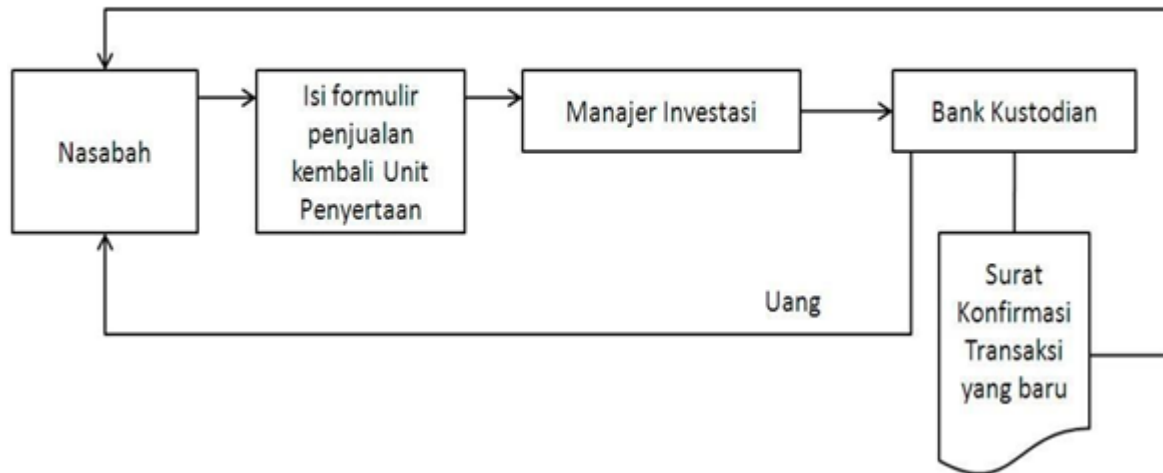 Nasabah
Isi formulir
penjualan
kembali Unit
Penyertaan
Manajer Investasi
Bank Kustodian
Uang
Surat
Konfirmasi
Transaksi
yang baru